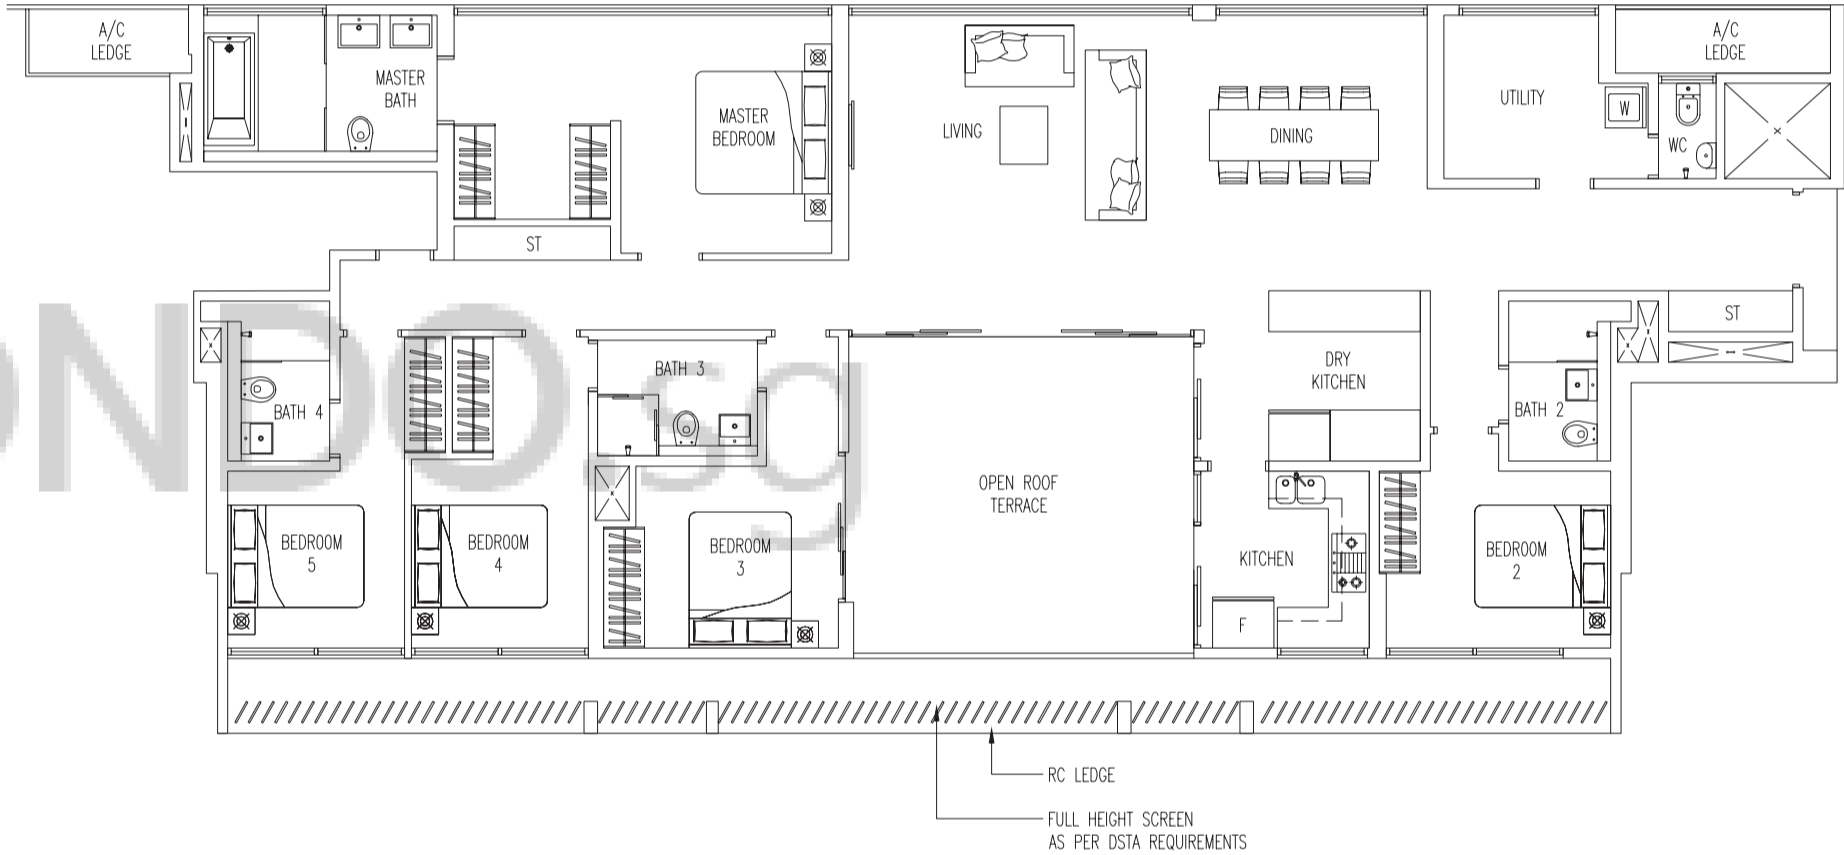 A/C
LEDGE
MASTER
BATH
MASTER
BEDROOM
LIVING
DINING
UTILITY
W
A/C
LEDGE
WC
ST
ST
BATH 4
BATH 3
DRY
KITCHEN
BATH 2
OPEN ROOF
TERRACE
BEDROOM
5
BEDROOM
4
BEDROOM
3
KITCHEN
F
BEDROOM
2
RC LEDGE
FULL HEIGHT SCREEN
AS PER DSTA REQUIREMENTS
ONDO.sg